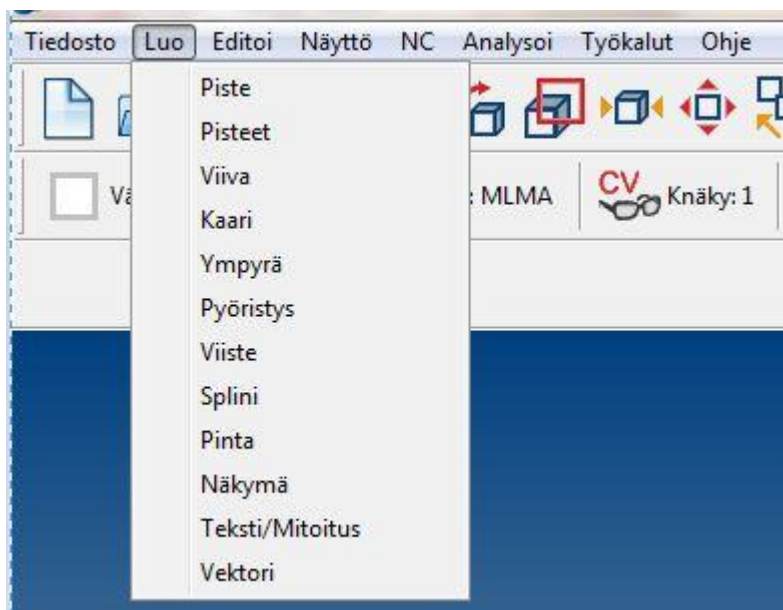 Tiedosto Luo Editoi Näyttö NC Analysoi Työkalut Ohje
Piste
Pisteet
Viiva
: MLMA CV Knäky: 1
Kaari
Ympyrä
Pyöristys
Viiste
Splini
Pinta
Näkymä
Teksti/Mitoitus
Vektori